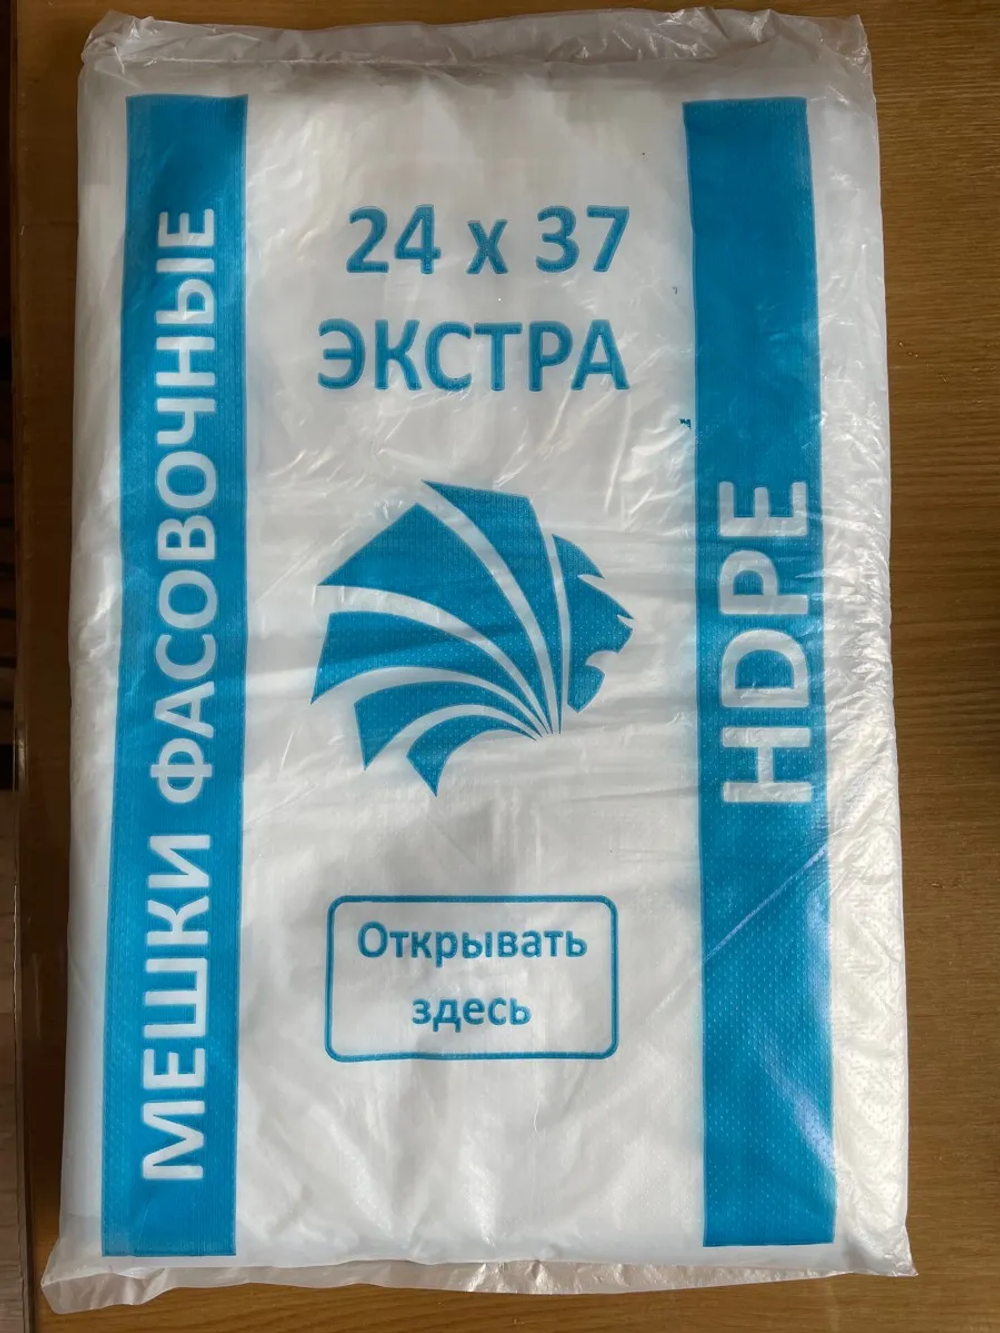 МЕШКИ ФАСОВОЧНЫЕ
24 x 37
ЭКСТРА
HDPE
Открывать
здесь